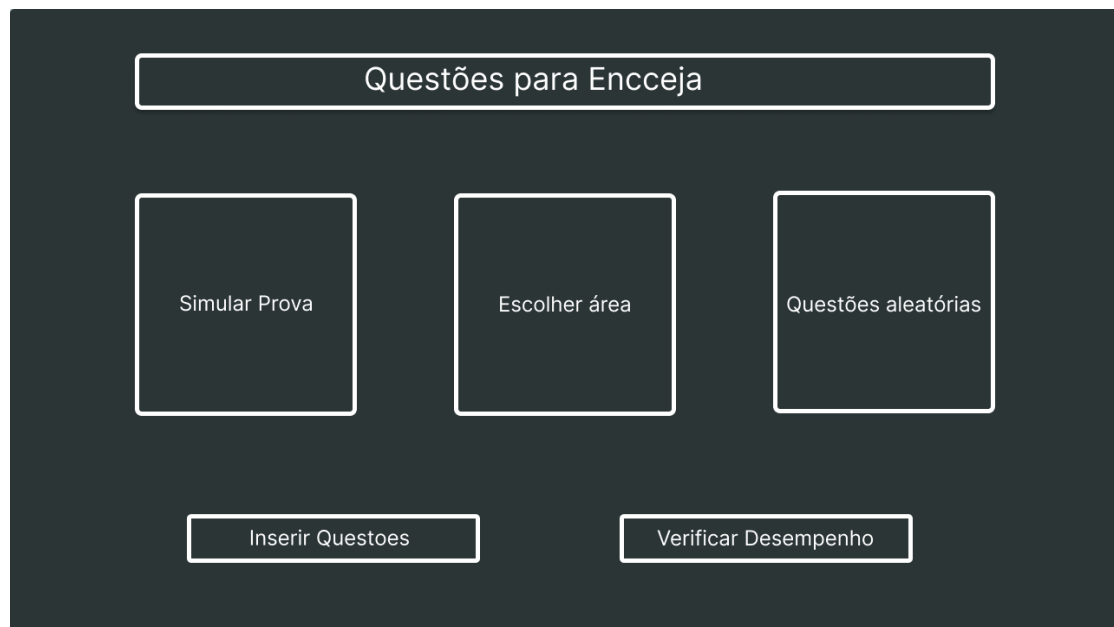 Questões para Encceja
Simular Prova
Escolher área
Questões aleatórias
Inserir Questoes
Verificar Desempenho